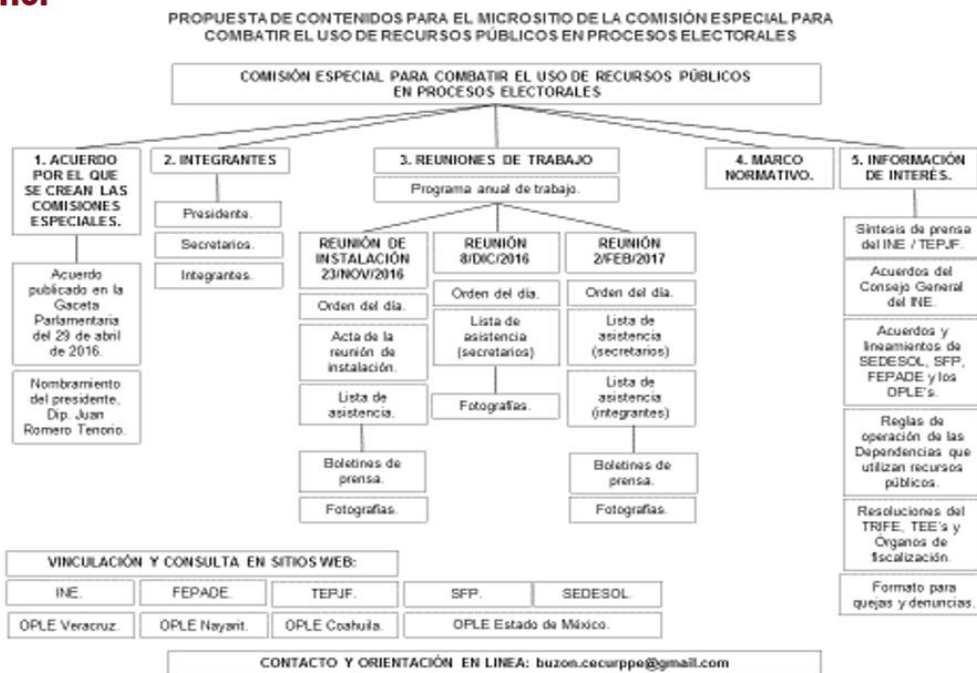 PROPUESTA DE CONTENIDOS PARA EL MICROSITIO DE LA COMISIÓN ESPECIAL PARA
COMBATIR EL USO DE RECURSOS PÚBLICOS EN PROCESOS ELECTORALES
COMISIÓN ESPECIAL PARA COMBATIR EL USO DE RECURSOS PÚBLICOS
EN PROCESOS ELECTORALES
1. ACUERDO
POR EL QUE
SE CREAN LAS
COMISIONES
ESPECIALES.
Acuerdo
publicado en la
Gaceta
Parlamentaria
del 29 de abril
de 2016.
Nombramiento
del presidente,
Dip. Juan
Romero Tenorio.
2. INTEGRANTES
Presidente.
Secretarios.
Integrantes.
3. REUNIONES DE TRABAJO
Programa anual de trabajo.
REUNIÓN DE
INSTALACIÓN
23/NOV/2016
Orden del día.
Acta de la
reunión de
instalación.
Lista de
asistencia.
Boletines de
prensa.
Fotografías.
REUNIÓN
8/DIC/2016
Orden del día.
Lista de
asistencia
(secretarios)
Fotografías.
REUNIÓN
2/FEB/2017
Orden del día.
Lista de
asistencia
(secretarios)
Lista de
asistencia
(integrantes)
Boletines de
prensa.
Fotografías.
4. MARCO
NORMATIVO.
5. INFORMACIÓN
DE INTERÉS.
Síntesis de prensa
del INE / TEPJF.
Acuerdos del
Consejo General
del INE.
Acuerdos y
lineamientos de
SEDESOL, SFP,
FEPADE y los
OPLE's.
Reglas de
operación de las
Dependencias que
utilizan recursos
públicos.
Resoluciones del
TRIFE, TEE's y
Órganos de
fiscalización.
Formato para
quejas y denuncias.
VINCULACIÓN Y CONSULTA EN SITIOS WEB:
INE.
FEPADE.
TEPJF.
SFP.
SEDESOL.
OPLE Veracruz.
OPLE Nayarit.
OPLE Coahuila.
OPLE Estado de México.
CONTACTO Y ORIENTACIÓN EN LINEA: buzon.cecurppe@gmail.com